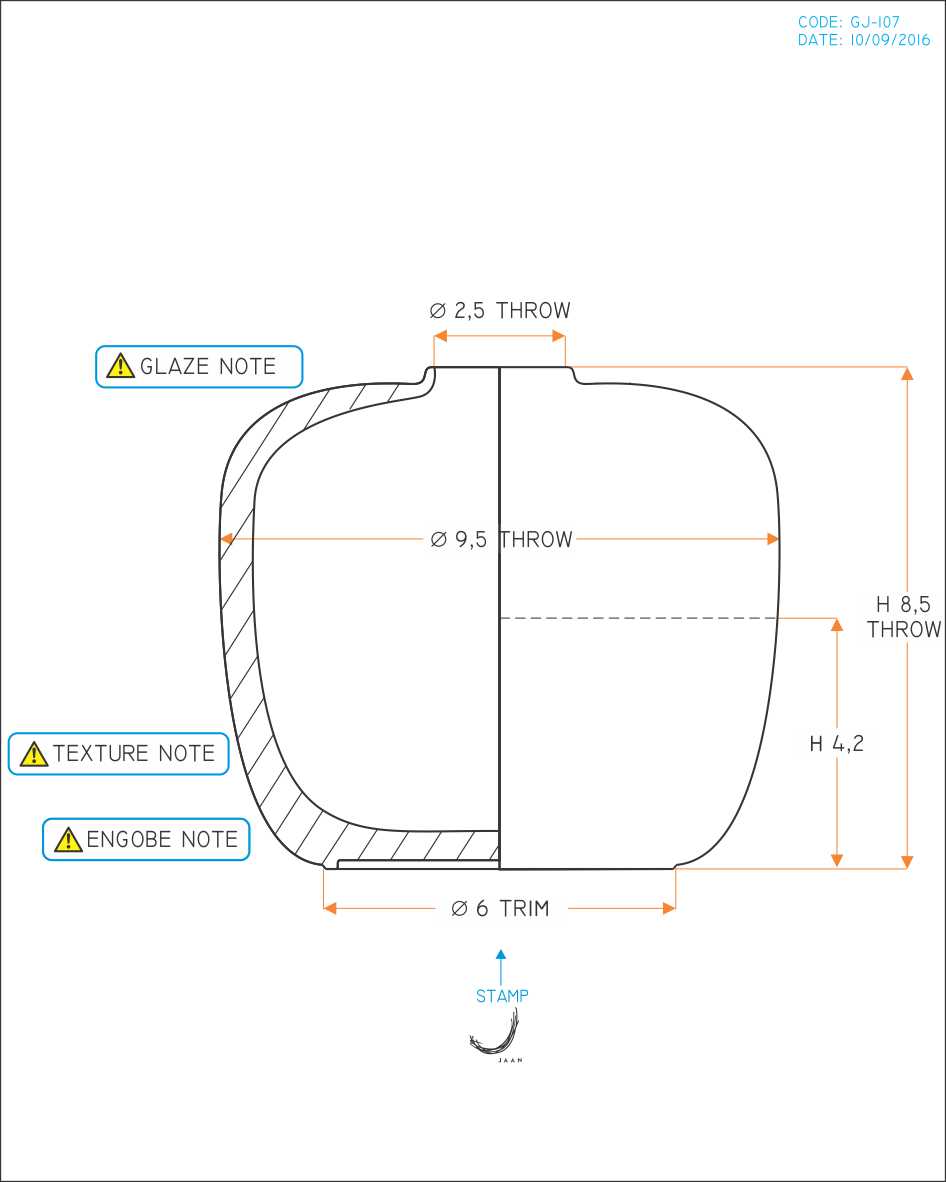 CODE: GJ-107
DATE: 10/09/2016
Ø 2,5 THROW
GLAZE NOTE
Ø 9,5 THROW
H 8,5
THROW
H 4,2
TEXTURE NOTE
ENGOBE NOTE
Ø 6 TRIM
STAMP
JAAN